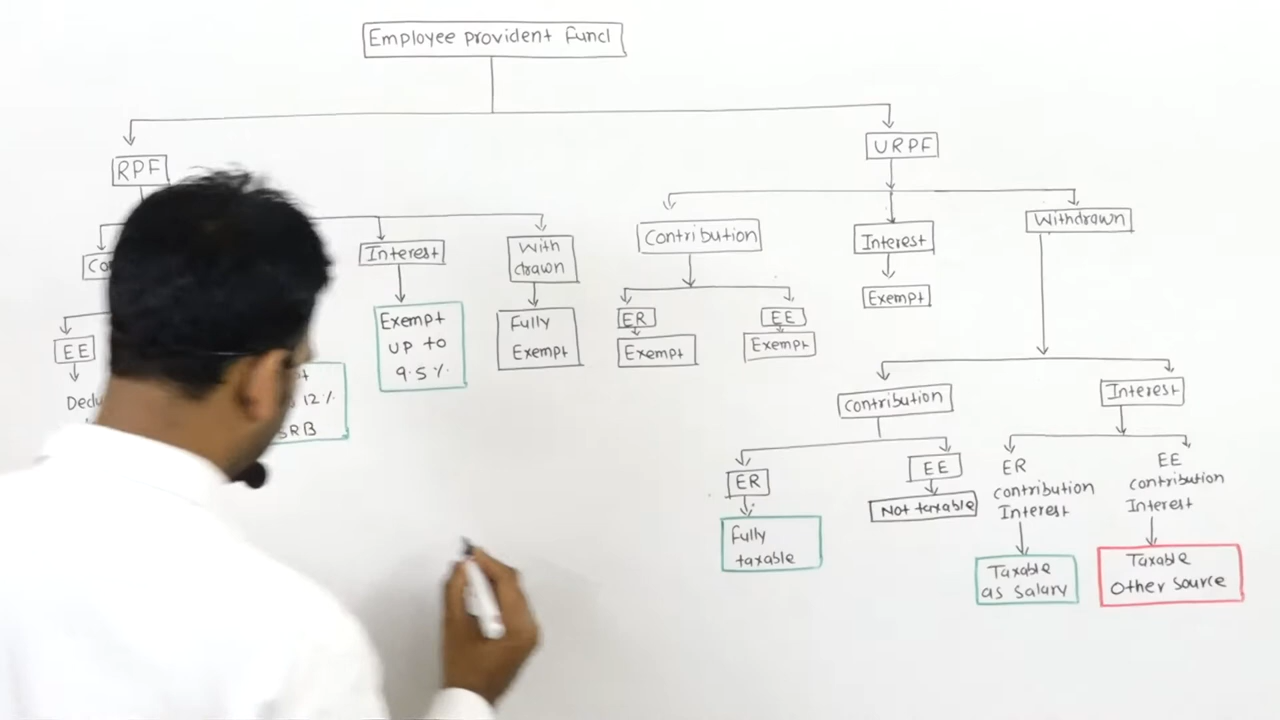 Employee provident Fund
RPF
URPF
Interest
With
drawn
Contribution
Interest
Withdrawn
EE
Exempt
up to
9.5%
Fully
Exempt
ER
Exempt
EE
Exempt
Exempt
12%
SRB
Contribution
Interest
ER
Fully
taxable
EE
Not taxable
ER
contribution
Interest
Taxable
as salary
EE
contribution
Interest
Taxable
Other source